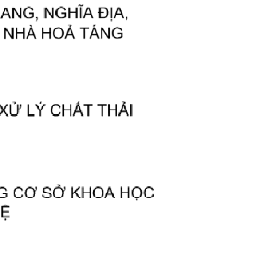 ANG, NGHĨA ĐỊA,
NHÀ HOẢ TÁNG
XỬ LÝ CHẤT THẢI
G CƠ SỞ KHOA HỌC
Ẹ